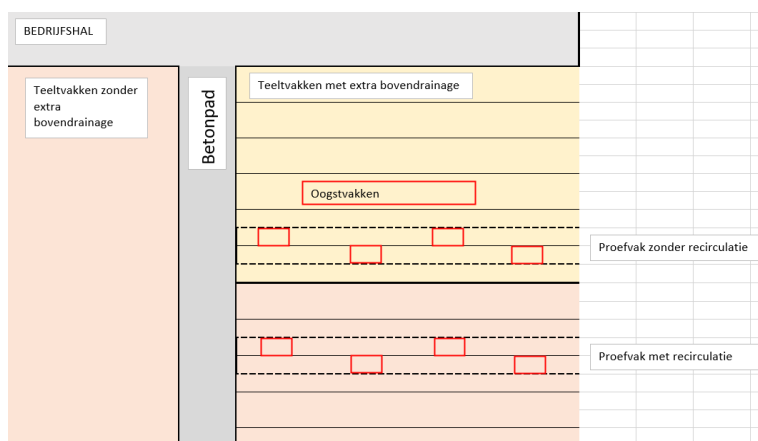 BEDRIJFSHAL
Teeltvakken zonder
extra
bovendrainage
Betonpad
Teeltvakken met extra bovendrainage
Oogstvakken
Proefvak zonder recirculatie
Proefvak met recirculatie